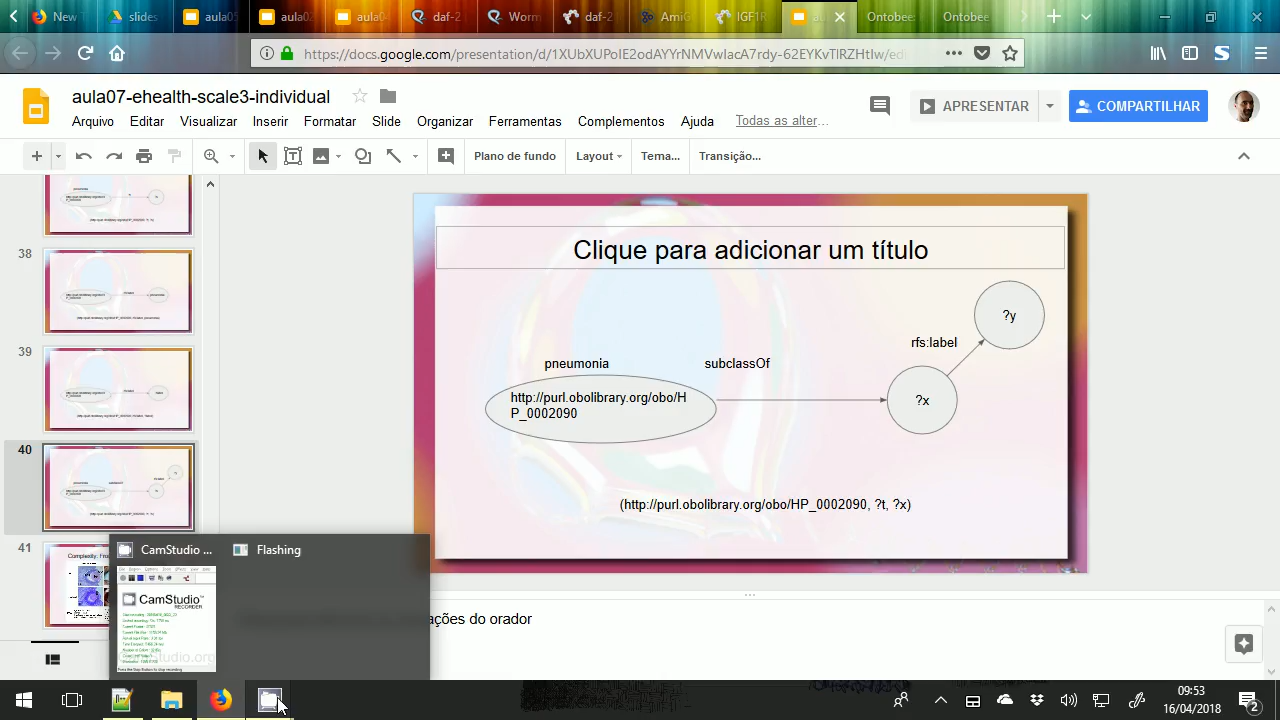 New T
slides
aula05
aula02
aula04
daf-2
Worm
daf-2
AmiG
IGF1R
Ontobee
Ontobee
https://docs.google.com/presentation/d/1XUbXUPoIE2odAYYrNMVwIacA7rdy-62EYKvTlRZHtIw/ed
aula07-ehealth-scale3-individual
APRESENTAR
COMPARTILHAR
Arquivo Editar Visualizar Inserir Formatar Slide Organizar Ferramentas Complementos Ajuda Todas as alter…
Plano de fundo Layout Tema... Transição...
38
39
40
41
Clique para adicionar um título
?y
rfs:label
pneumonia
subclassOf
http://purl.obolibrary.org/obo/H
P_0002090
?x
(http://purl.obolibrary.org/obo/HP_0002090, ?t, ?x)
CamStudio ...
Flashing
CamStudio
RECORDER
ações do orador
09:53
16/04/2018
2